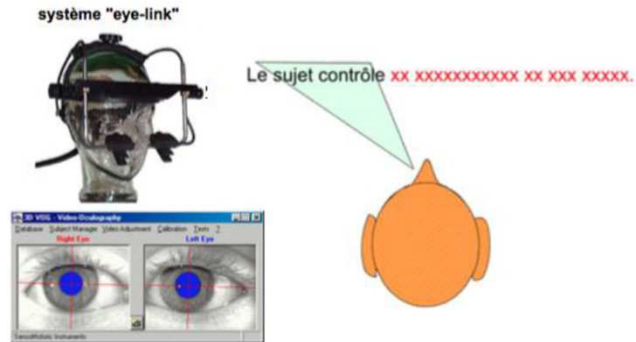 système "eye-link"
Le sujet contrôle xx xxxxxxxxxxx xx xxx xxxxx.
3D VOG - Video-Oculography
Database Subject Manager Video Adjustment Calibration Tests ?
Right Eye
Left Eye
SensoMotoric Instruments